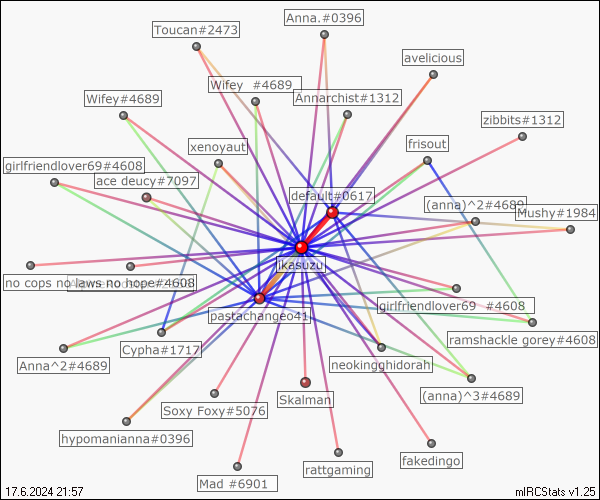 Anna.#0396
Toucan#2473
avelicious
Wifey #4689
Wifey#4689
Annarchist#1312
zibbits#1312
frisout
xenoyaut
girlfriendlover69#4608
ace deucy#7097
default#0617
(anna)^2#4689
Mushy#1984
ikasuzu
no cops no laws no hope#4608
girlfriendlover69 #4608
pastachangeo41
ramshackle gorey#4608
Cypha#1717
Anna^2#4689
neokingghidorah
(anna)^3#4689
Skalman
Soxy Foxy#5076
hypomanianna#0396
fakedingo
rattgaming
Mad #6901
17.6.2024 21:57
mIRCStats v1.25